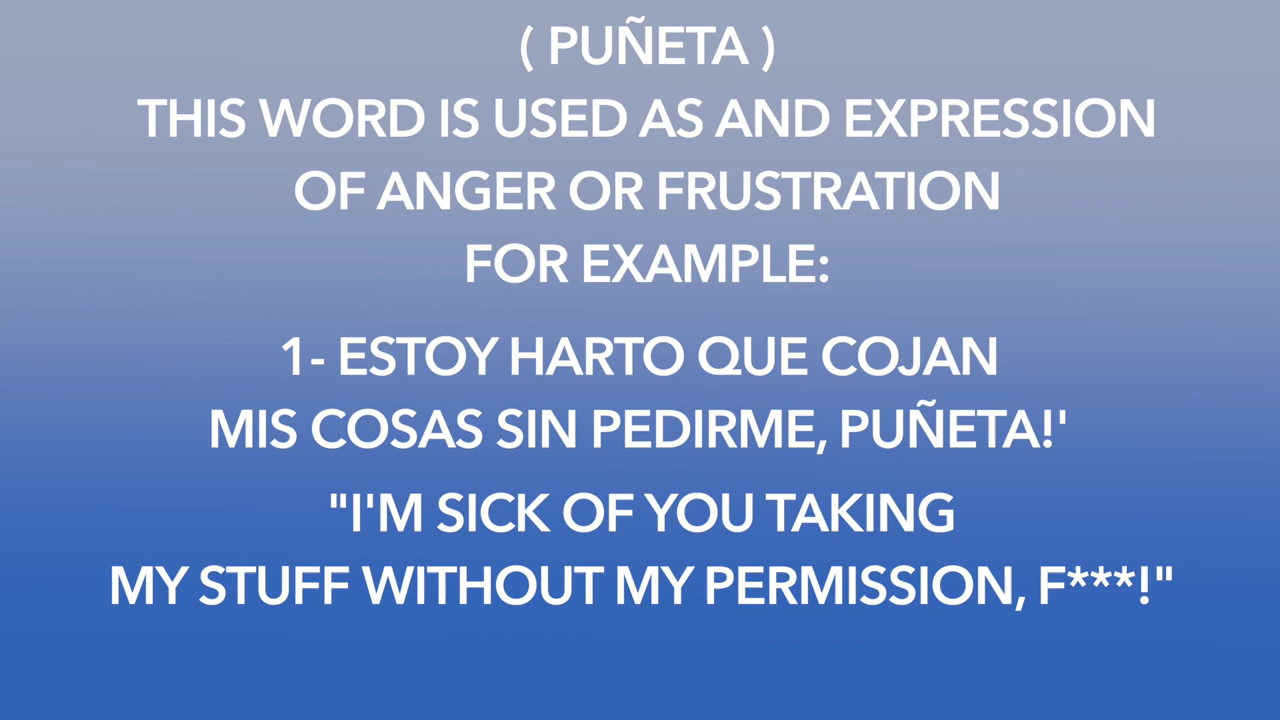 ( PUÑETA )
THIS WORD IS USED AS AND EXPRESSION
OF ANGER OR FRUSTRATION
FOR EXAMPLE:
1- ESTOY HARTO QUE COJAN
MIS COSAS SIN PEDIRME, PUÑETA!'
"I'M SICK OF YOU TAKING
MY STUFF WITHOUT MY PERMISSION, F***!"